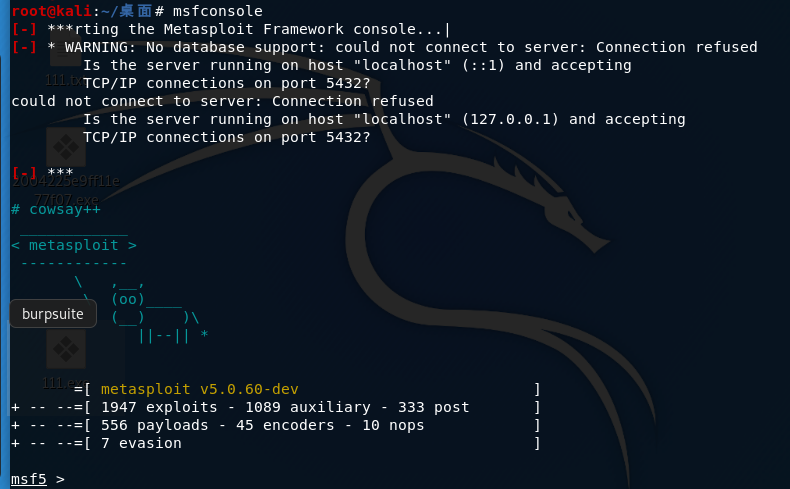 root@kali:~/桌面# msfconsole
[-] ***rting the Metasploit Framework console...|
[-] * WARNING: No database support: could not connect to server: Connection refused
        Is the server running on host "localhost" (::1) and accepting
        TCP/IP connections on port 5432?
could not connect to server: Connection refused
        Is the server running on host "localhost" (127.0.0.1) and accepting
        TCP/IP connections on port 5432?
111.tx
[-] ***
77f07.exe
# cowsay++
 ____________
< metasploit >
 ------------
       \   ,__,
        \  (oo)____
burpsuite
           (__)    )\
              ||--|| *
111.exe
       =[ metasploit v5.0.60-dev                          ]
+ -- --=[ 1947 exploits - 1089 auxiliary - 333 post       ]
+ -- --=[ 556 payloads - 45 encoders - 10 nops            ]
+ -- --=[ 7 evasion                                       ]
msf5 >